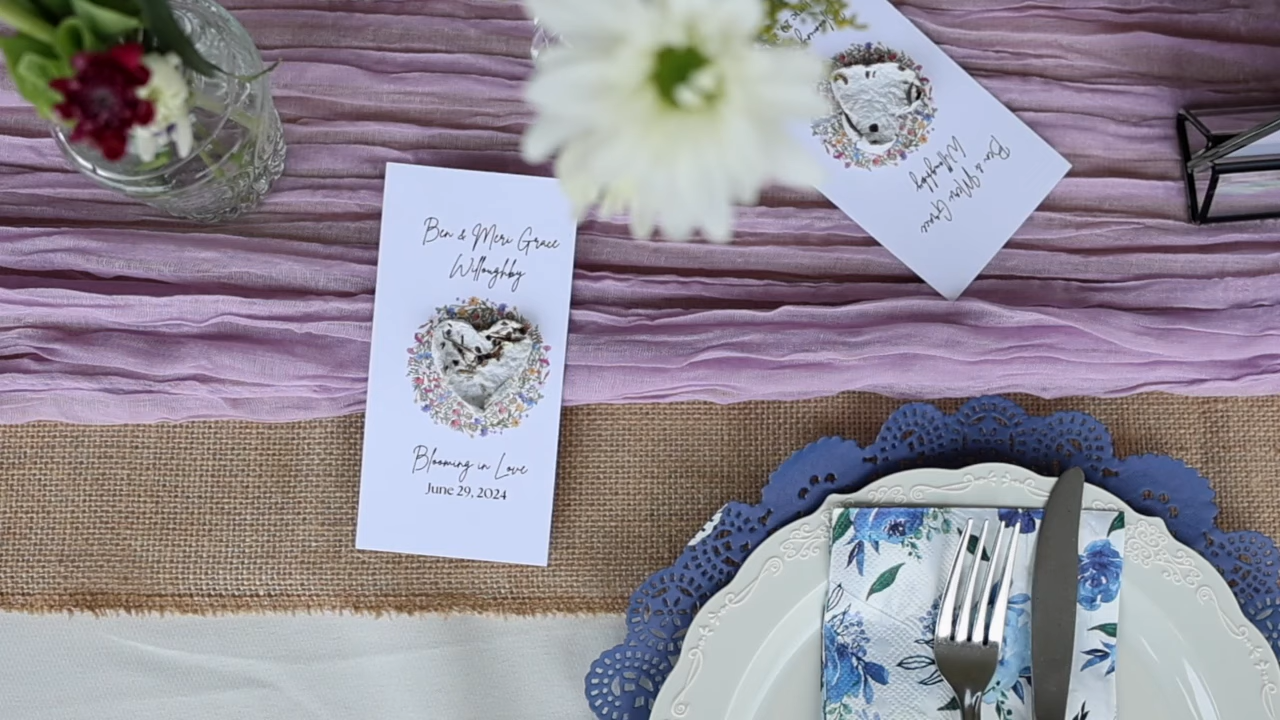 Ben & Meri Grace
Willoughby
Blooming in Love
June 29, 2024
Ben & Meri Grace
Willoughby